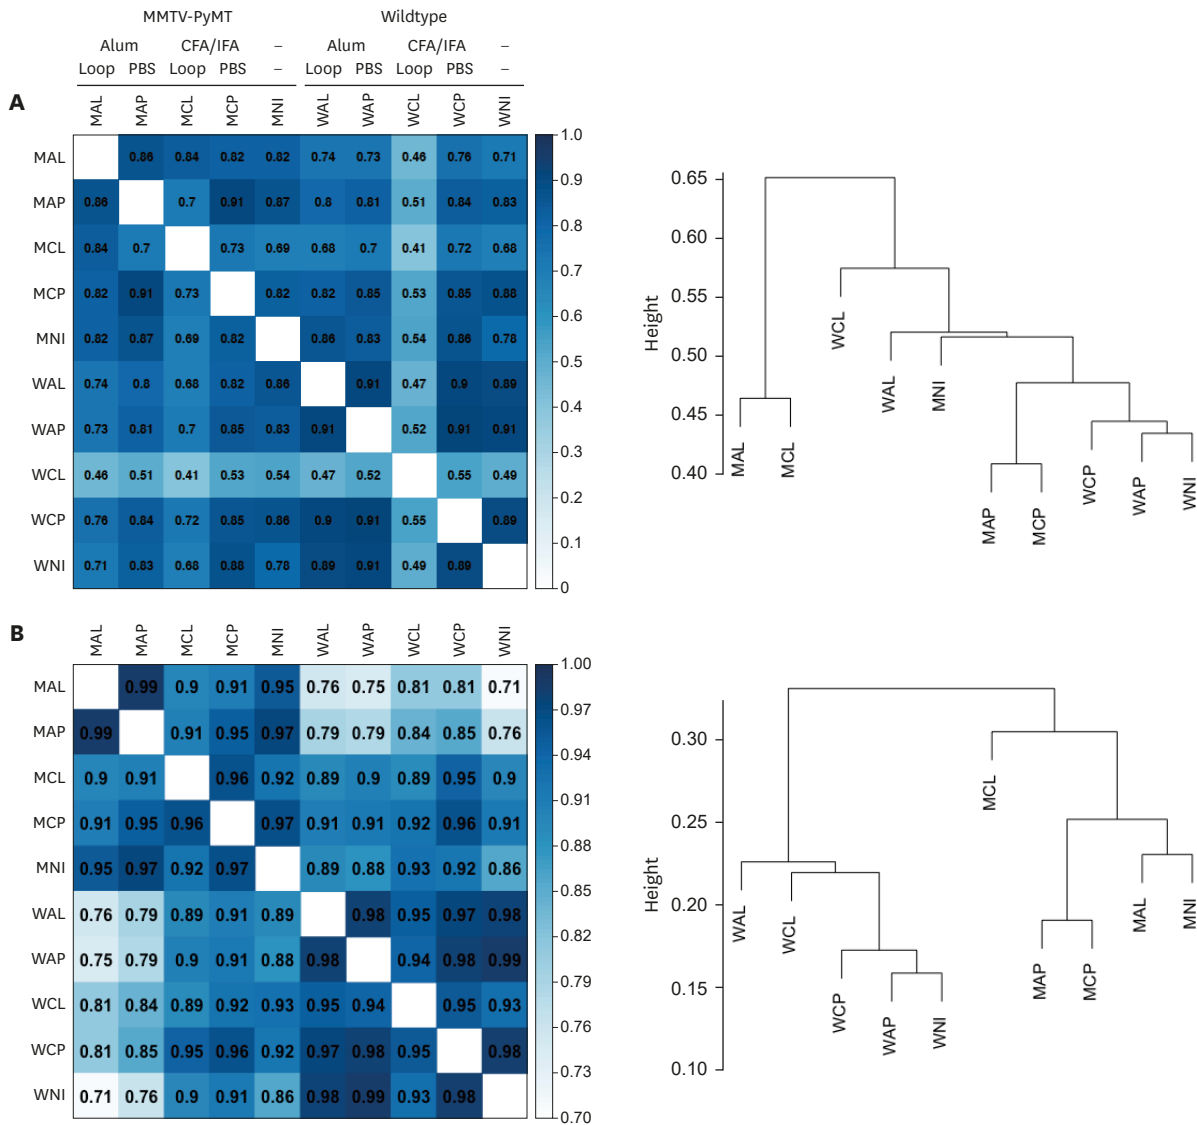 MMTV-PyMT Wildtype
Alum CFA/IFA – Alum CFA/IFA –
Loop PBS Loop PBS – Loop PBS Loop PBS –
A
MAL MAP MCL MCP MNI WAL WAP WCL WCP WNI
MAL 0.86 0.84 0.82 0.82 0.74 0.73 0.46 0.76 0.71
MAP 0.86 0.7 0.91 0.87 0.8 0.81 0.51 0.84 0.83
MCL 0.84 0.7 0.73 0.69 0.68 0.7 0.41 0.72 0.68
MCP 0.82 0.91 0.73 0.82 0.82 0.85 0.53 0.85 0.88
MNI 0.82 0.87 0.69 0.82 0.86 0.83 0.54 0.86 0.78
WAL 0.74 0.8 0.68 0.82 0.86 0.91 0.47 0.9 0.89
WAP 0.73 0.81 0.7 0.85 0.83 0.91 0.52 0.91 0.91
WCL 0.46 0.51 0.41 0.53 0.54 0.47 0.52 0.55 0.49
WCP 0.76 0.84 0.72 0.85 0.86 0.9 0.91 0.55 0.89
WNI 0.71 0.83 0.68 0.88 0.78 0.89 0.91 0.49 0.89
1.0
0.9
0.8
0.7
0.6
0.5
0.4
0.3
0.2
0.1
0
Height
0.65
0.60
0.55
0.50
0.45
0.40
MAL
MCL
WCL
WAL
MNI
MAP
MCP
WCP
WAP
WNI
B
MAL MAP MCL MCP MNI WAL WAP WCL WCP WNI
MAL 0.99 0.9 0.91 0.95 0.76 0.75 0.81 0.81 0.71
MAP 0.99 0.91 0.95 0.97 0.79 0.79 0.84 0.85 0.76
MCL 0.9 0.91 0.96 0.92 0.89 0.9 0.89 0.95 0.9
MCP 0.91 0.95 0.96 0.97 0.91 0.91 0.92 0.96 0.91
MNI 0.95 0.97 0.92 0.97 0.89 0.88 0.93 0.92 0.86
WAL 0.76 0.79 0.89 0.91 0.89 0.98 0.95 0.97 0.98
WAP 0.75 0.79 0.9 0.91 0.88 0.98 0.94 0.98 0.99
WCL 0.81 0.84 0.89 0.92 0.93 0.95 0.94 0.95 0.93
WCP 0.81 0.85 0.95 0.96 0.92 0.97 0.98 0.95 0.98
WNI 0.71 0.76 0.9 0.91 0.86 0.98 0.99 0.93 0.98
1.00
0.97
0.94
0.91
0.88
0.85
0.82
0.79
0.76
0.73
0.70
Height
0.30
0.25
0.20
0.15
0.10
WAL
WCL
WCP
WAP
WNI
MCL
MAP
MCP
MAL
MNI